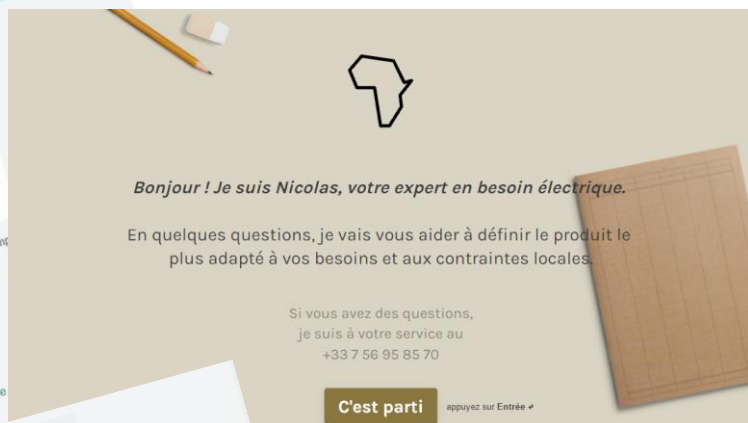 Bonjour ! Je suis Nicolas, votre expert en besoin électrique.
En quelques questions, je vais vous aider à définir le produit le
plus adapté à vos besoins et aux contraintes locales.
Si vous avez des questions,
je suis à votre service au
+33 7 56 95 85 70
C'est parti
appuyez sur Entrée ↵